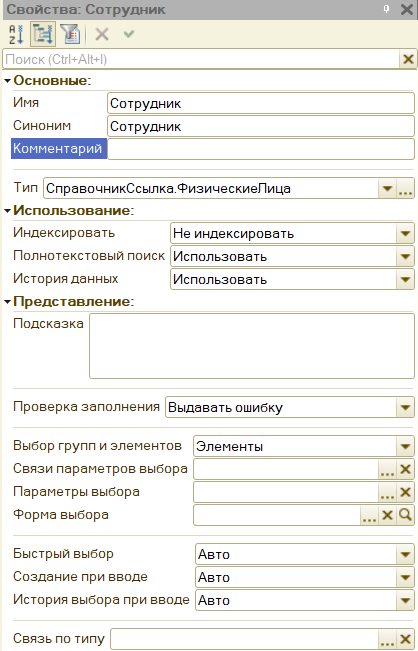 Свойства: Сотрудник
А Z
Поиск (Ctrl+Alt+I)
Основные:
Имя Сотрудник
Синоним Сотрудник
Комментарий
Тип СправочникСсылка.ФизическиеЛица ...
Использование:
Индексировать Не индексировать
Полнотекстовый поиск Использовать
История данных Использовать
Представление:
Подсказка
Проверка заполнения Выдавать ошибку
Выбор групп и элементов Элементы
Связи параметров выбора ...
Параметры выбора ...
Форма выбора ...
Быстрый выбор Авто
Создание при вводе Авто
История выбора при вводе Авто
Связь по типу ...